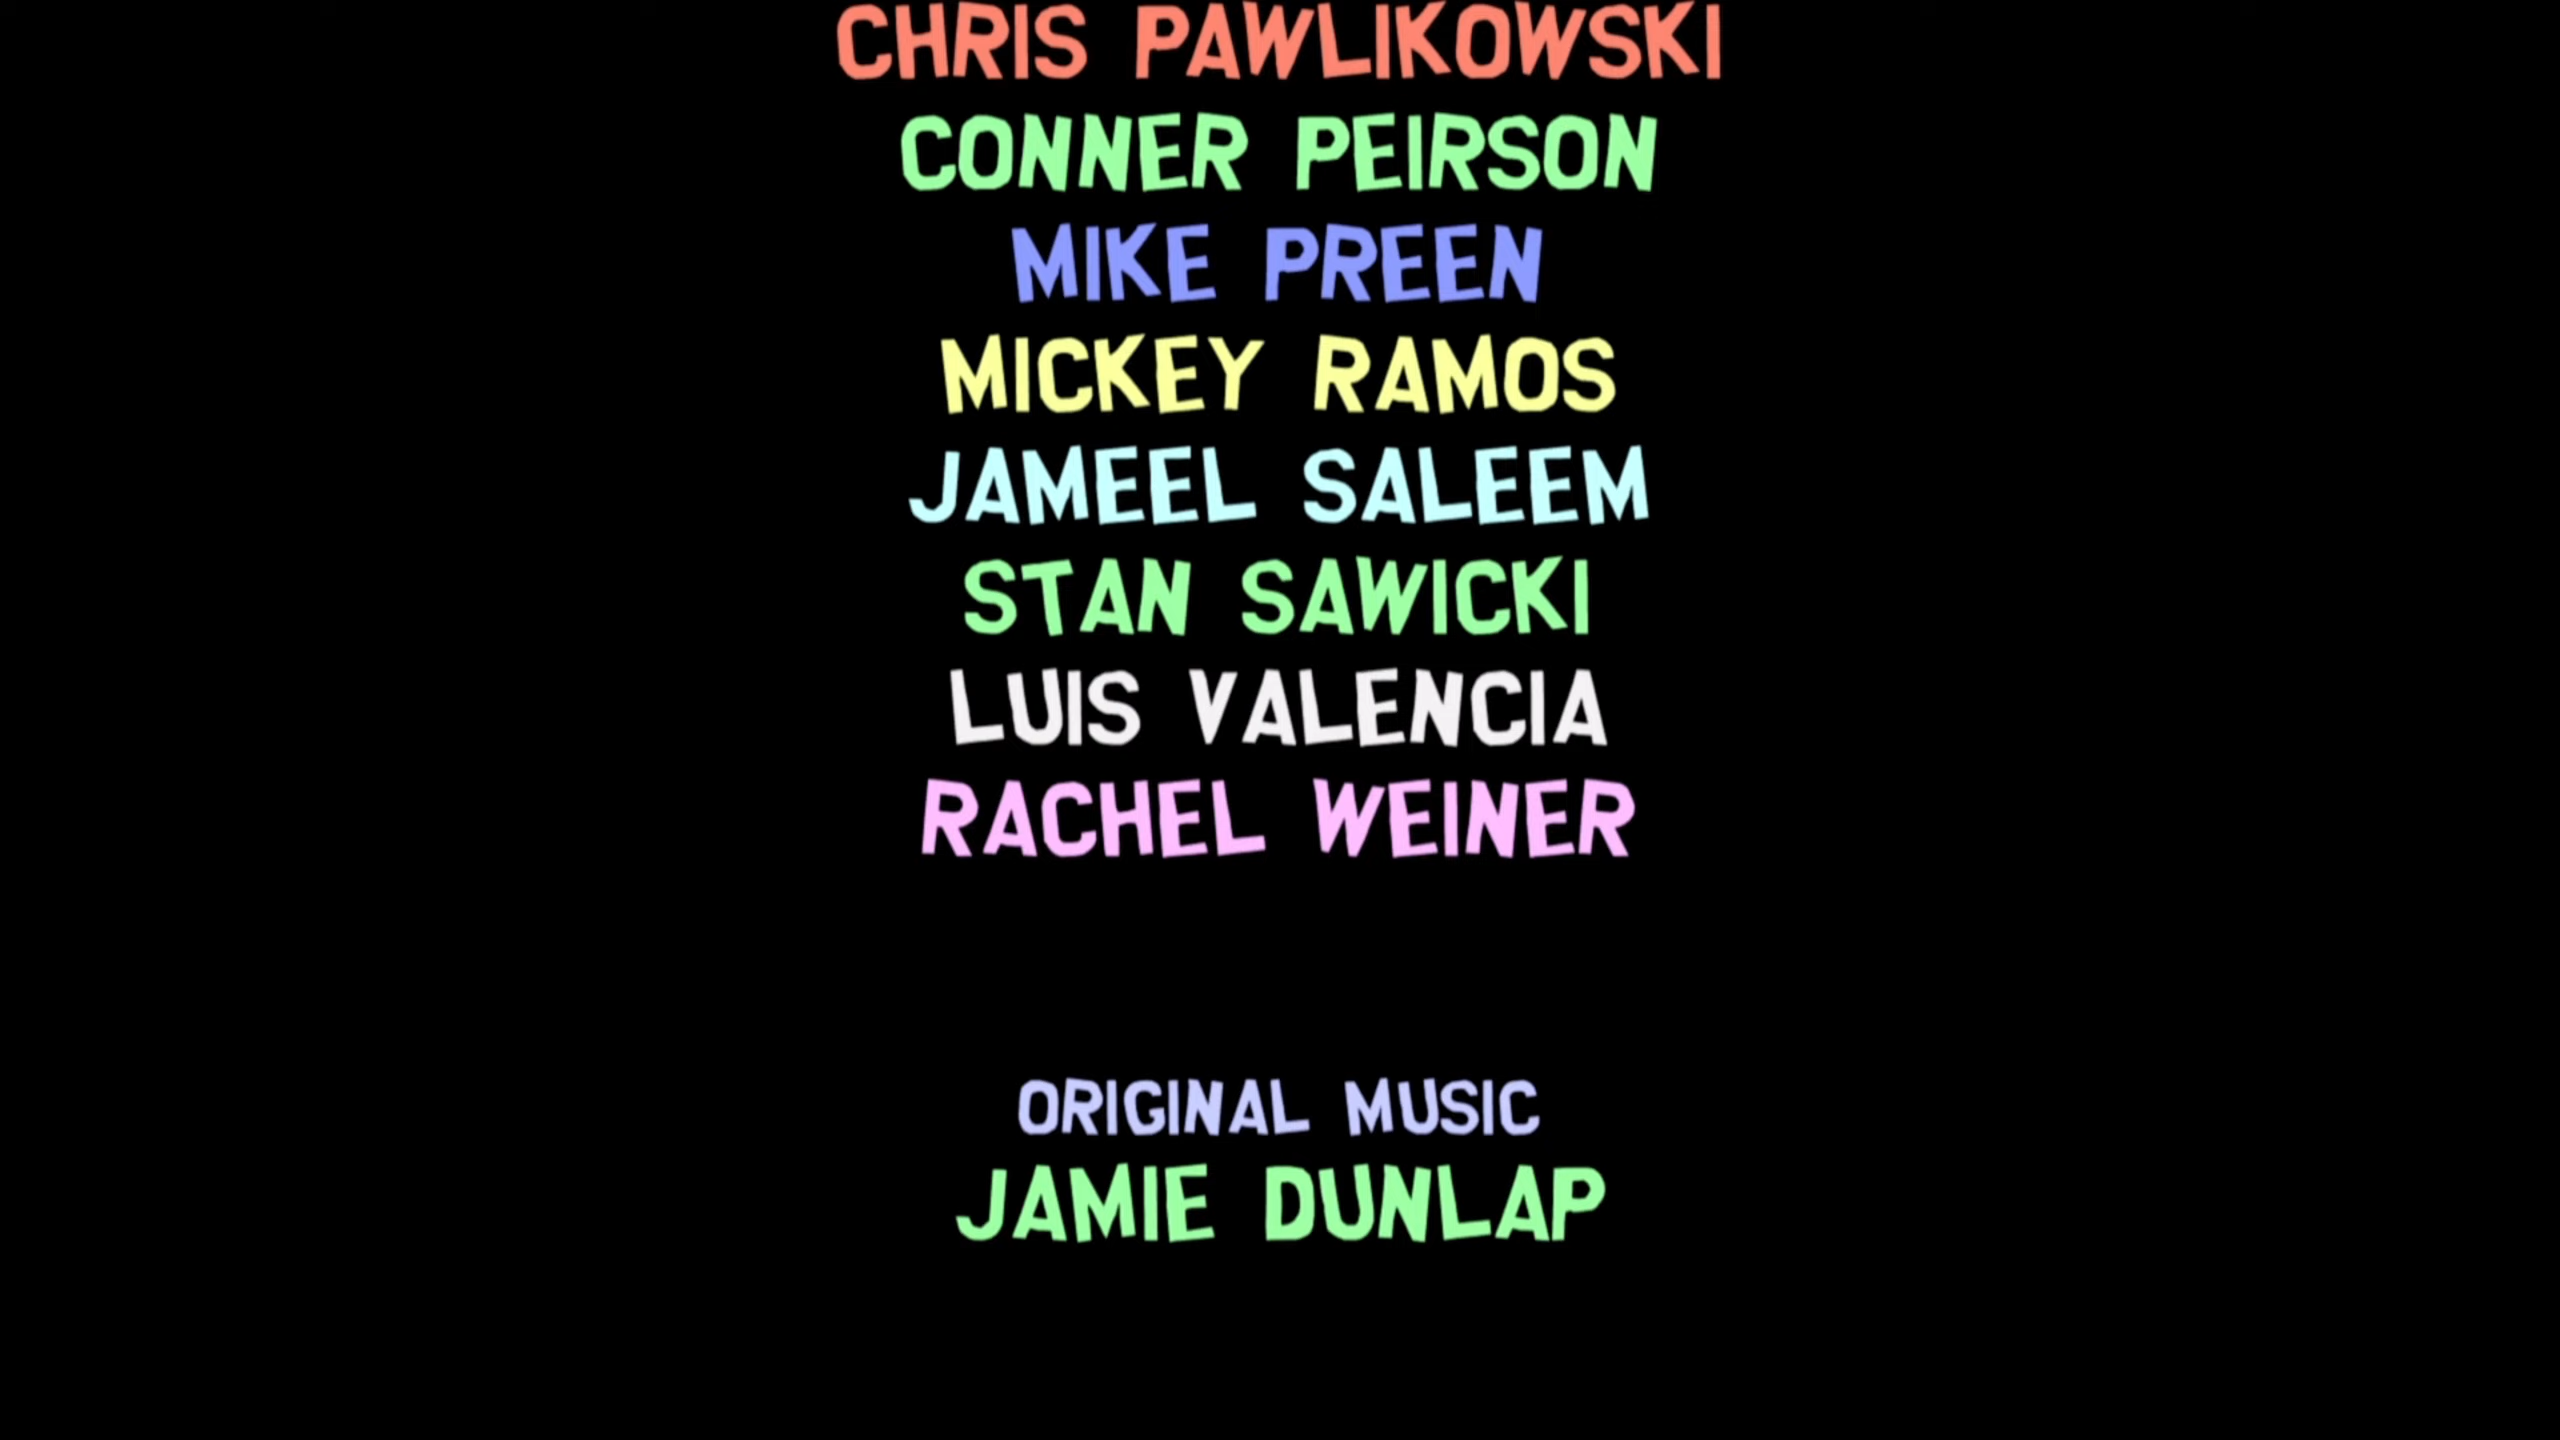 CHRIS PAWLIKOWSKI
CONNER PEIRSON
MIKE PREEN
MICKEY RAMOS
JAMEEL SALEEM
STAN SAWICKI
LUIS VALENCIA
RACHEL WEINER
ORIGINAL MUSIC
JAMIE DUNLAP